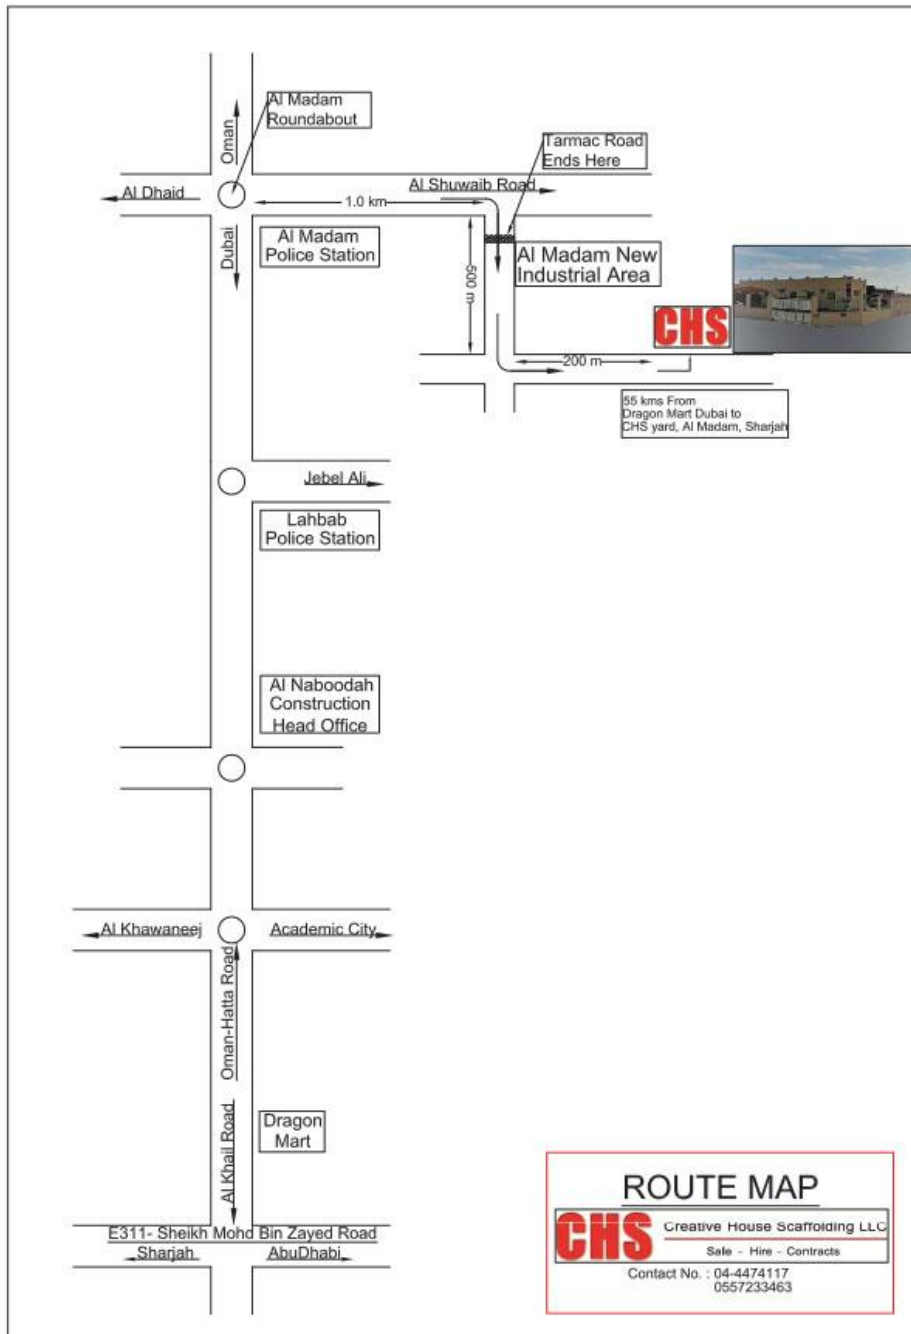 Oman
Al Madam
Roundabout
Tarmac Road
Ends Here
Al Dhaid
Al Shuwaib Road
1.0 km
Dubai
Al Madam
Police Station
500 m
Al Madam New
Industrial Area
CHS
200 m
55 kms From
Dragon Mart Dubai to
CHS yard, Al Madam, Sharjah
Jebel Ali
Lahbab
Police Station
Al Naboodah
Construction
Head Office
Al Khawaneej
Academic City
Oman-Hatta Road
Al Khail Road
Dragon
Mart
E311- Sheikh Mohd Bin Zayed Road
Sharjah
AbuDhabi
ROUTE MAP
CHS
Creative House Scaffolding LLC
Sale - Hire - Contracts
Contact No. : 04-4474117
0557233463